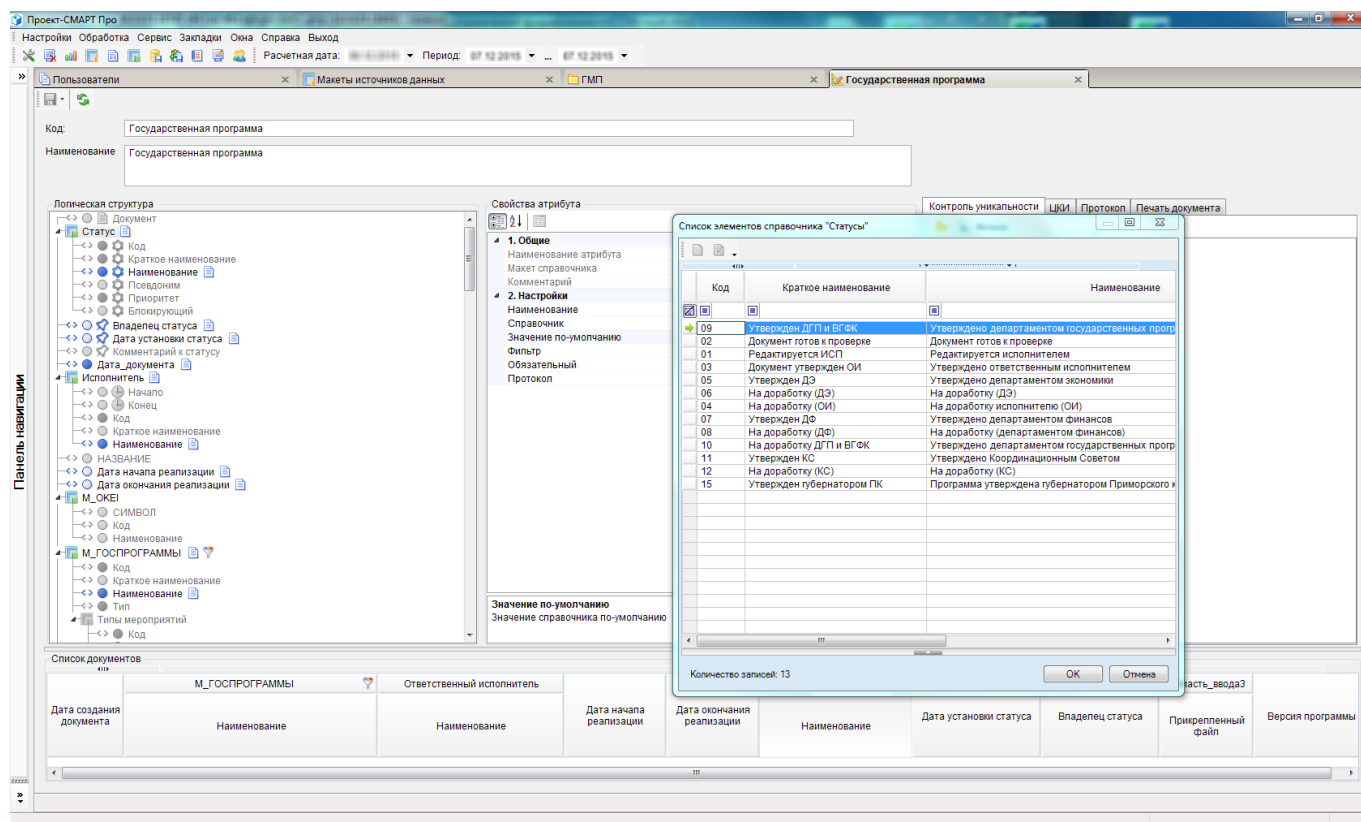 Проект-СМАРТ Про
Настройки Обработка Сервис Закладки Окна Справка Выход
Расчетная дата: Период: 07.12.2015 ... 07.12.2015
Пользователи Макеты источников данных ГМП Государственная программа
Код: Государственная программа
Наименование Государственная программа
Панель навигации
Логическая структура
Документ
Статус
Код
Краткое наименование
Наименование
Псевдоним
Приоритет
Блокирующий
Владелец статуса
Дата установки статуса
Комментарий к статусу
Дата_документа
Исполнитель
Начало
Конец
Код
Краткое наименование
Наименование
НАЗВАНИЕ
Дата начала реализации
Дата окончания реализации
M_OKEI
СИМВОЛ
Код
Наименование
М_ГОСПРОГРАММЫ
Код
Краткое наименование
Наименование
Тип
Типы мероприятий
Код
Свойства атрибута
1. Общие
Наименование атрибута
Макет справочника
Комментарий
2. Настройки
Наименование
Справочник
Значение по-умолчанию
Фильтр
Обязательный
Протокол
Значение по-умолчанию
Значение справочника по-умолчанию
Контроль уникальности ЦКИ Протокол Печать документа
Список элементов справочника "Статусы"
Код Краткое наименование Наименование
09 Утвержден ДГП и ВГФК Утверждено департаментом государственных прогр
02 Документ готов к проверке Документ готов к проверке
01 Редактируется ИСП Редактируется исполнителем
03 Документ утвержден ОИ Утверждено ответственным исполнителем
05 Утвержден ДЭ Утверждено департаментом экономики
06 На доработку (ДЭ) На доработку (ДЭ)
04 На доработку (ОИ) На доработку исполнителю (ОИ)
07 Утвержден ДФ Утверждено департаментом финансов
08 На доработку (ДФ) На доработку (департаментом финансов)
10 На доработку ДГП и ВГФК Утверждено департаментом государственных прогр
11 Утвержден КС Утверждено Координационным Советом
12 На доработку (КС) На доработку (КС)
15 Утвержден губернатором ПК Программа утверждена губернатором Приморского к
Количество записей: 13 OK Отмена
Список документов
М_ГОСПРОГРАММЫ Ответственный исполнитель ласть_ввода3
Дата создания документа Наименование Наименование Дата начала реализации Дата окончания реализации Наименование Дата установки статуса Владелец статуса Прикрепленный файл Версия программы